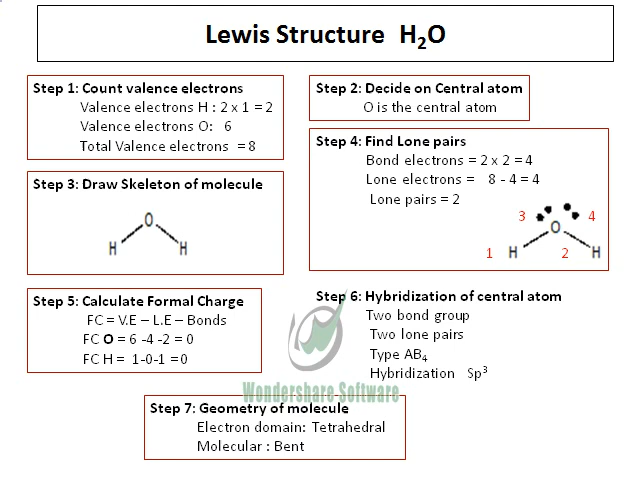 Lewis Structure H2O
Step 1: Count valence electrons
Valence electrons H : 2 x 1 = 2
Valence electrons O: 6
Total Valence electrons = 8
Step 2: Decide on Central atom
O is the central atom
Step 3: Draw Skeleton of molecule
O
H H
Step 4: Find Lone pairs
Bond electrons = 2 x 2 = 4
Lone electrons = 8 - 4 = 4
Lone pairs = 2
3 4
O
1 H 2 H
Step 5: Calculate Formal Charge
FC = V.E – L.E – Bonds
FC O = 6 -4 -2 = 0
FC H = 1-0-1 =0
Step 6: Hybridization of central atom
Two bond group
Two lone pairs
Type AB4
Hybridization Sp3
Wondershare Software
Step 7: Geometry of molecule
Electron domain: Tetrahedral
Molecular : Bent